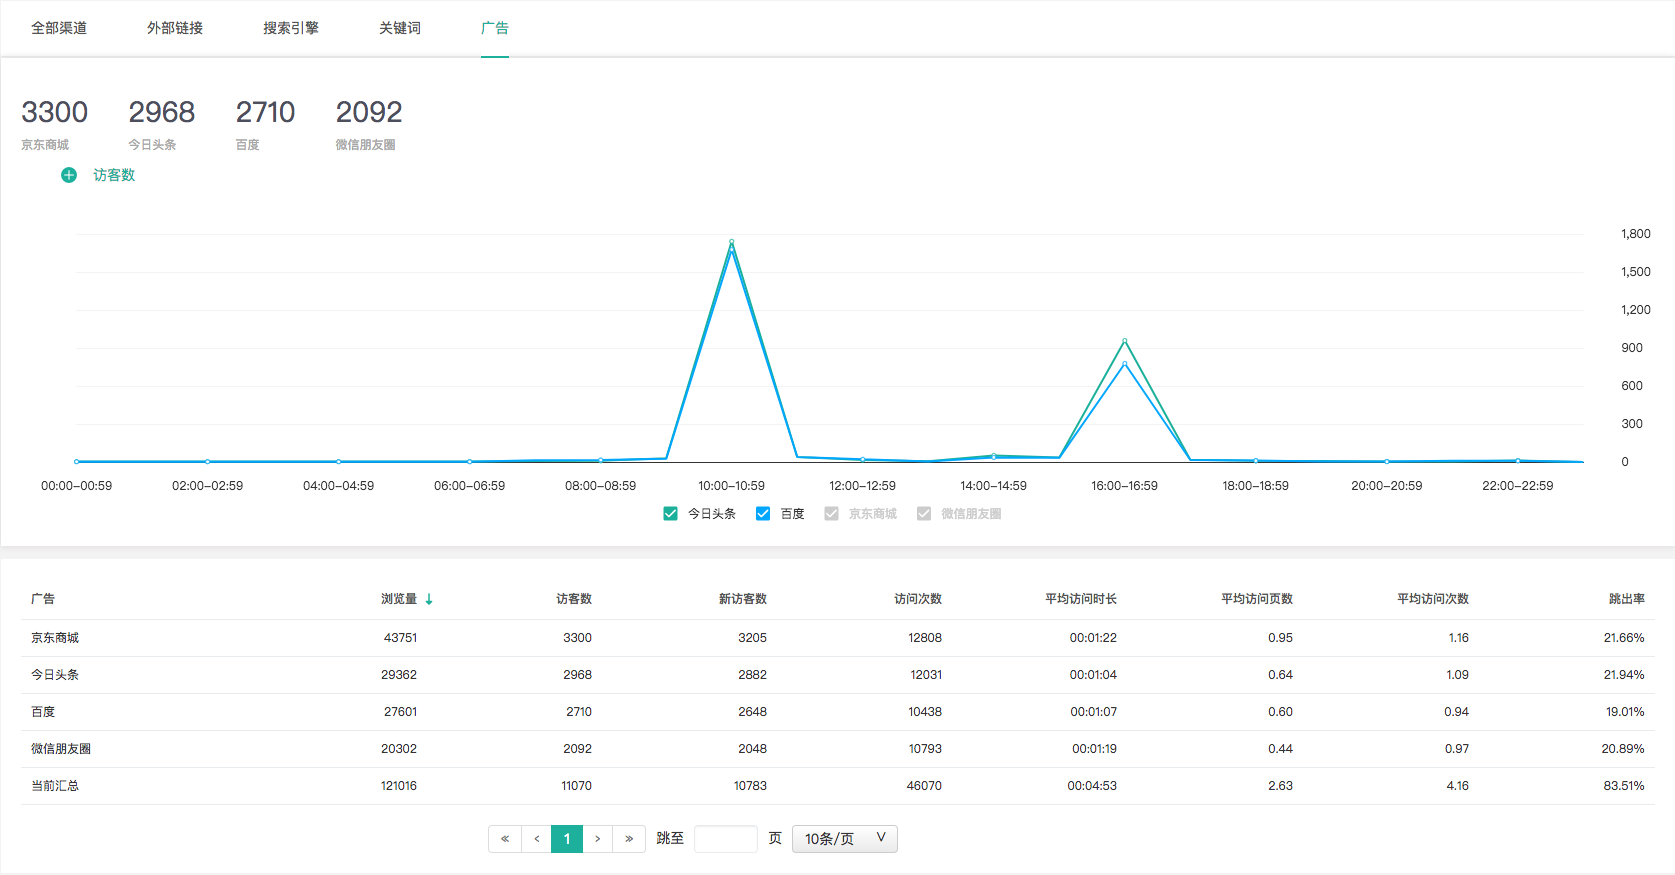 全部渠道 外部链接 搜索引擎 关键词 广告
3300 2968 2710 2092
京东商城 今日头条 百度 微信朋友圈
访客数
1,800
1,500
1,200
900
600
300
0
00:00–00:59 02:00–02:59 04:00–04:59 06:00–06:59 08:00–08:59 10:00–10:59 12:00–12:59 14:00–14:59 16:00–16:59 18:00–18:59 20:00–20:59 22:00–22:59
今日头条 百度 京东商城 微信朋友圈
广告 浏览量 ↓ 访客数 新访客数 访问次数 平均访问时长 平均访问页数 平均访问次数 跳出率
京东商城 43751 3300 3205 12808 00:01:22 0.95 1.16 21.66%
今日头条 29362 2968 2882 12031 00:01:04 0.64 1.09 21.94%
百度 27601 2710 2648 10438 00:01:07 0.60 0.94 19.01%
微信朋友圈 20302 2092 2048 10793 00:01:19 0.44 0.97 20.89%
当前汇总 121016 11070 10783 46070 00:04:53 2.63 4.16 83.51%
« ‹ 1 › » 跳至 页 10条/页